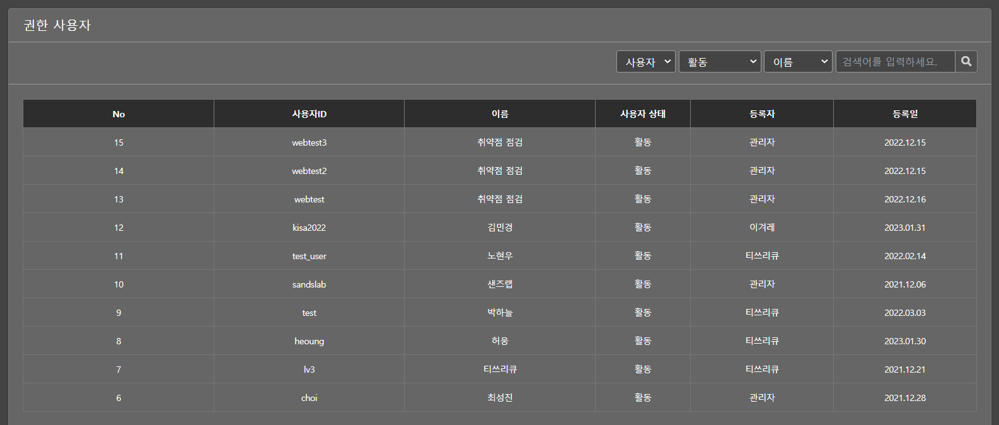 권한 사용자
사용자 활동 이름 검색어를 입력하세요.
No 사용자ID 이름 사용자 상태 등록자 등록일
15 webtest3 취약점 점검 활동 관리자 2022.12.15
14 webtest2 취약점 점검 활동 관리자 2022.12.15
13 webtest 취약점 점검 활동 관리자 2022.12.16
12 kisa2022 김민경 활동 이겨레 2023.01.31
11 test_user 노현우 활동 티쓰리큐 2022.02.14
10 sandslab 샌즈랩 활동 관리자 2021.12.06
9 test 박하늘 활동 티쓰리큐 2022.03.03
8 heoung 허웅 활동 티쓰리큐 2023.01.30
7 lv3 티쓰리큐 활동 티쓰리큐 2021.12.21
6 choi 최성진 활동 관리자 2021.12.28